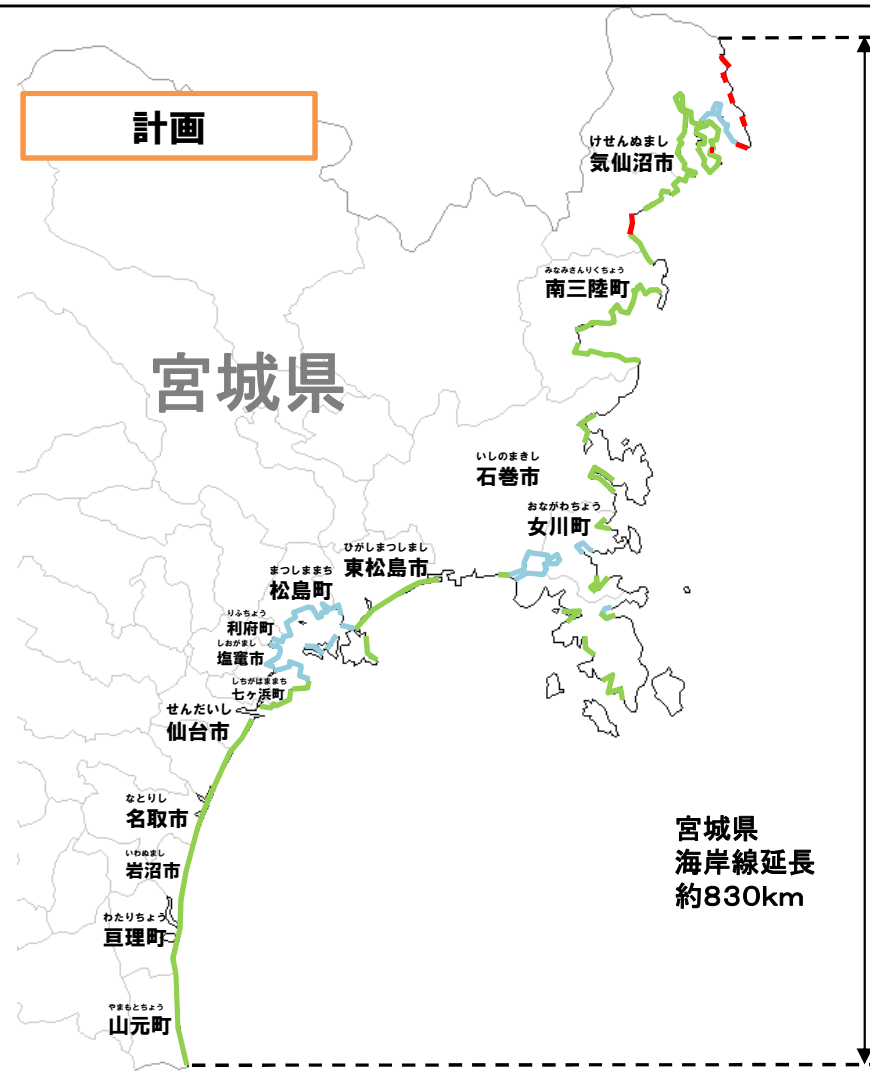 計画
けせんぬまし
気仙沼市
みなみさんりくちょう
南三陸町
宮城県
いしのまきし
石巻市
おながわちょう
女川町
ひがしまつしまし
東松島市
まつしままち
松島町
りふちょう
利府町
しおがまし
塩竃市
しちがはままち
七ヶ浜町
せんだいし
仙台市
なとりし
名取市
いわぬまし
岩沼市
わたりちょう
亘理町
やまもとちょう
山元町
宮城県
海岸線延長
約830km